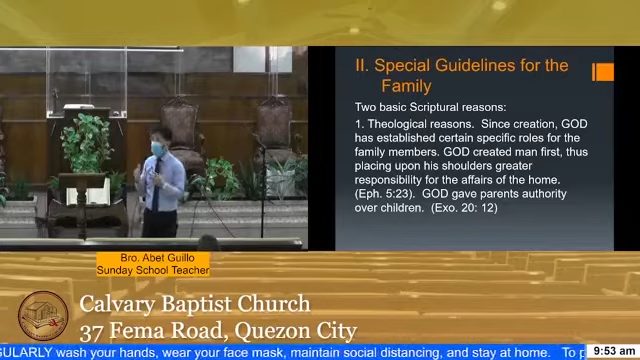 II. Special Guidelines for the
Family
Two basic Scriptural reasons:
1. Theological reasons. Since creation, GOD
has established certain specific roles for the
family members. GOD created man first, thus
placing upon his shoulders greater
responsibility for the affairs of the home.
(Eph. 5:23). GOD gave parents authority
over children. (Exo. 20: 12)
Bro. Abet Guillo
Sunday School Teacher
Calvary Baptist Church
37 Fema Road, Quezon City
GULARLY wash your hands, wear your face mask, maintain social distancing, and stay at home To p
9:53 am